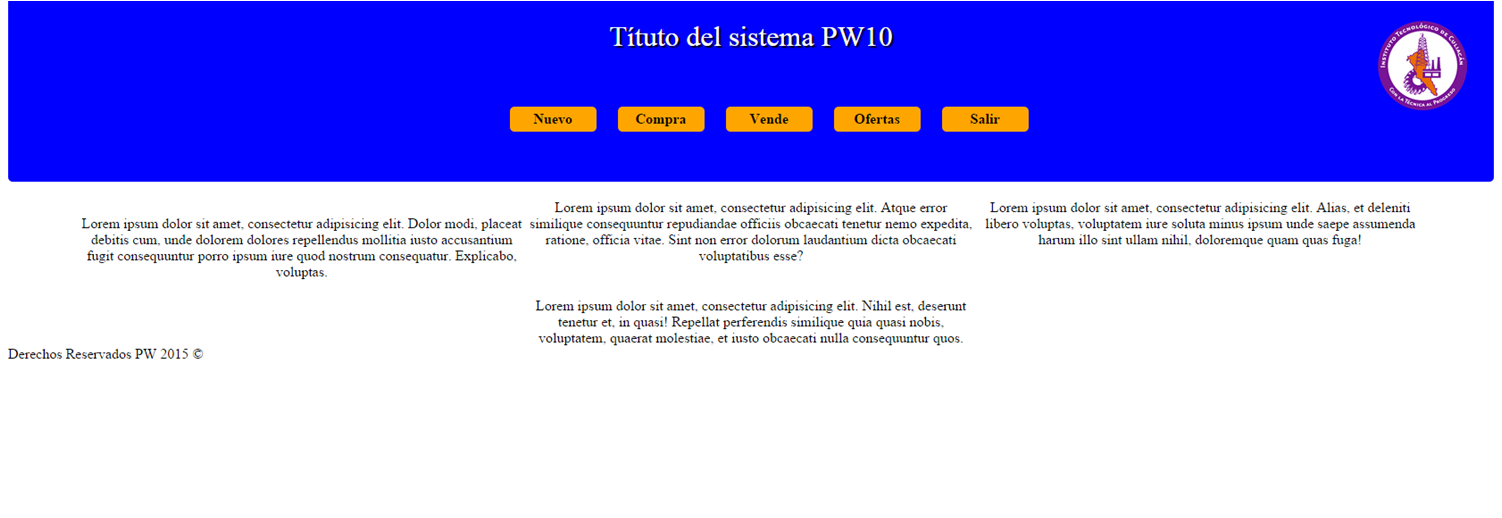 Títuto del sistema PW10
INSTITUTO TECNOLÓGICO DE CULIACÁN
CON LA TÉCNICA AL PROGRESO
Nuevo Compra Vende Ofertas Salir
Lorem ipsum dolor sit amet, consectetur adipisicing elit. Dolor modi, placeat
debitis cum, unde dolorem dolores repellendus mollitia iusto accusantium
fugit consequuntur porro ipsum iure quod nostrum consequatur. Explicabo,
voluptas.
Lorem ipsum dolor sit amet, consectetur adipisicing elit. Atque error
similique consequuntur repudiandae officiis obcaecati tenetur nemo expedita,
ratione, officia vitae. Sint non error dolorum laudantium dicta obcaecati
voluptatibus esse?
Lorem ipsum dolor sit amet, consectetur adipisicing elit. Alias, et deleniti
libero voluptas, voluptatem iure soluta minus ipsum unde saepe assumenda
harum illo sint ullam nihil, doloremque quam quas fuga!
Lorem ipsum dolor sit amet, consectetur adipisicing elit. Nihil est, deserunt
tenetur et, in quasi! Repellat perferendis similique quia quasi nobis,
voluptatem, quaerat molestiae, et iusto obcaecati nulla consequuntur quos.
Derechos Reservados PW 2015 ©